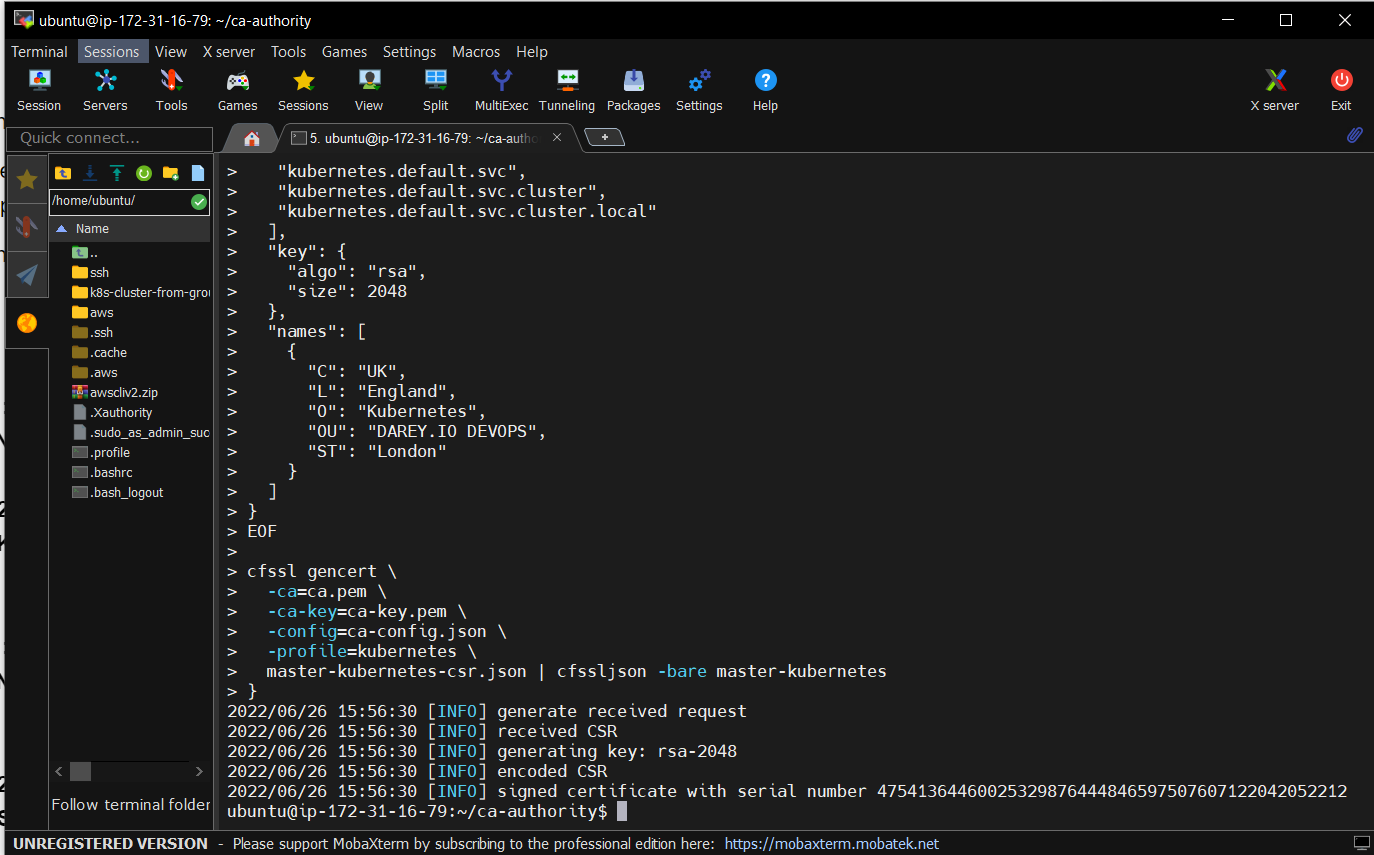 ubuntu@ip-172-31-16-79: ~/ca-authority
Terminal Sessions View X server Tools Games Settings Macros Help
Session Servers Tools Games Sessions View Split MultiExec Tunneling Packages Settings Help X server Exit
Quick connect...
5. ubuntu@ip-172-31-16-79: ~/ca-autho
/home/ubuntu/
Name
..
ssh
k8s-cluster-from-grou
aws
.ssh
.cache
.aws
awscliv2.zip
.Xauthority
.sudo_as_admin_suc
.profile
.bashrc
.bash_logout
Follow terminal folder
>    "kubernetes.default.svc",
>    "kubernetes.default.svc.cluster",
>    "kubernetes.default.svc.cluster.local"
>   ],
>   "key": {
>     "algo": "rsa",
>     "size": 2048
>   },
>   "names": [
>     {
>       "C": "UK",
>       "L": "England",
>       "O": "Kubernetes",
>       "OU": "DAREY.IO DEVOPS",
>       "ST": "London"
>     }
>   ]
> }
> EOF
>
> cfssl gencert \
>   -ca=ca.pem \
>   -ca-key=ca-key.pem \
>   -config=ca-config.json \
>   -profile=kubernetes \
>   master-kubernetes-csr.json | cfssljson -bare master-kubernetes
> }
2022/06/26 15:56:30 [INFO] generate received request
2022/06/26 15:56:30 [INFO] received CSR
2022/06/26 15:56:30 [INFO] generating key: rsa-2048
2022/06/26 15:56:30 [INFO] encoded CSR
2022/06/26 15:56:30 [INFO] signed certificate with serial number 475413644600253298764448465975076071220420522​12
ubuntu@ip-172-31-16-79:~/ca-authority$
UNREGISTERED VERSION - Please support MobaXterm by subscribing to the professional edition here: https://mobaxterm.mobatek.net